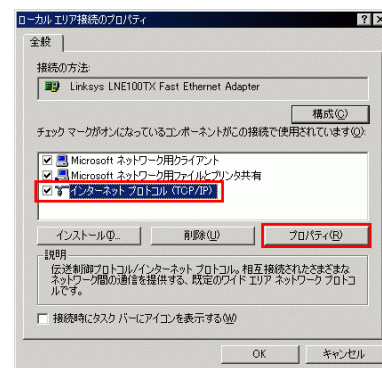 ローカル エリア接続のプロパティ
全般
接続の方法:
Linksys LNE100TX Fast Ethernet Adapter
構成(C)
チェック マークがオンになっているコンポーネントがこの接続で使用されています(O):
Microsoft ネットワーク用クライアント
Microsoft ネットワーク用ファイルとプリンタ共有
インターネット プロトコル (TCP/IP)
インストール(I)... 削除(U) プロパティ(R)
説明
伝送制御プロトコル/インターネット プロトコル。相互接続されたさまざまな
ネットワーク間の通信を提供する、既定のワイド エリア ネットワーク プロトコ
ルです。
接続時にタスク バーにアイコンを表示する(W)
OK キャンセル